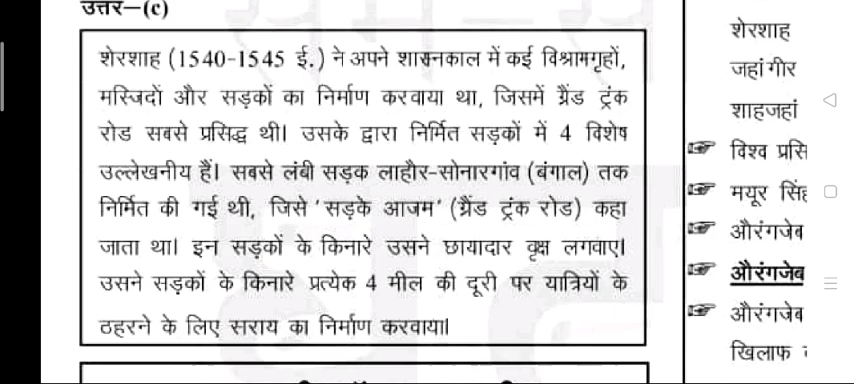 उत्तर—(c)
शेरशाह (1540-1545 ई.) ने अपने शासनकाल में कई विश्रामगृहों,
मस्जिदों और सड़कों का निर्माण करवाया था, जिसमें ग्रैंड ट्रंक
रोड सबसे प्रसिद्ध थी। उसके द्वारा निर्मित सड़कों में 4 विशेष
उल्लेखनीय हैं। सबसे लंबी सड़क लाहौर-सोनारगांव (बंगाल) तक
निर्मित की गई थी, जिसे 'सड़के आजम' (ग्रैंड ट्रंक रोड) कहा
जाता था। इन सड़कों के किनारे उसने छायादार वृक्ष लगवाए।
उसने सड़कों के किनारे प्रत्येक 4 मील की दूरी पर यात्रियों के
ठहरने के लिए सराय का निर्माण करवाया।
शेरशाह
जहांगीर
शाहजहां
विश्व
मयूर
औरंगजेब
औरंगजेब
औरंगजेब
खिलाफ